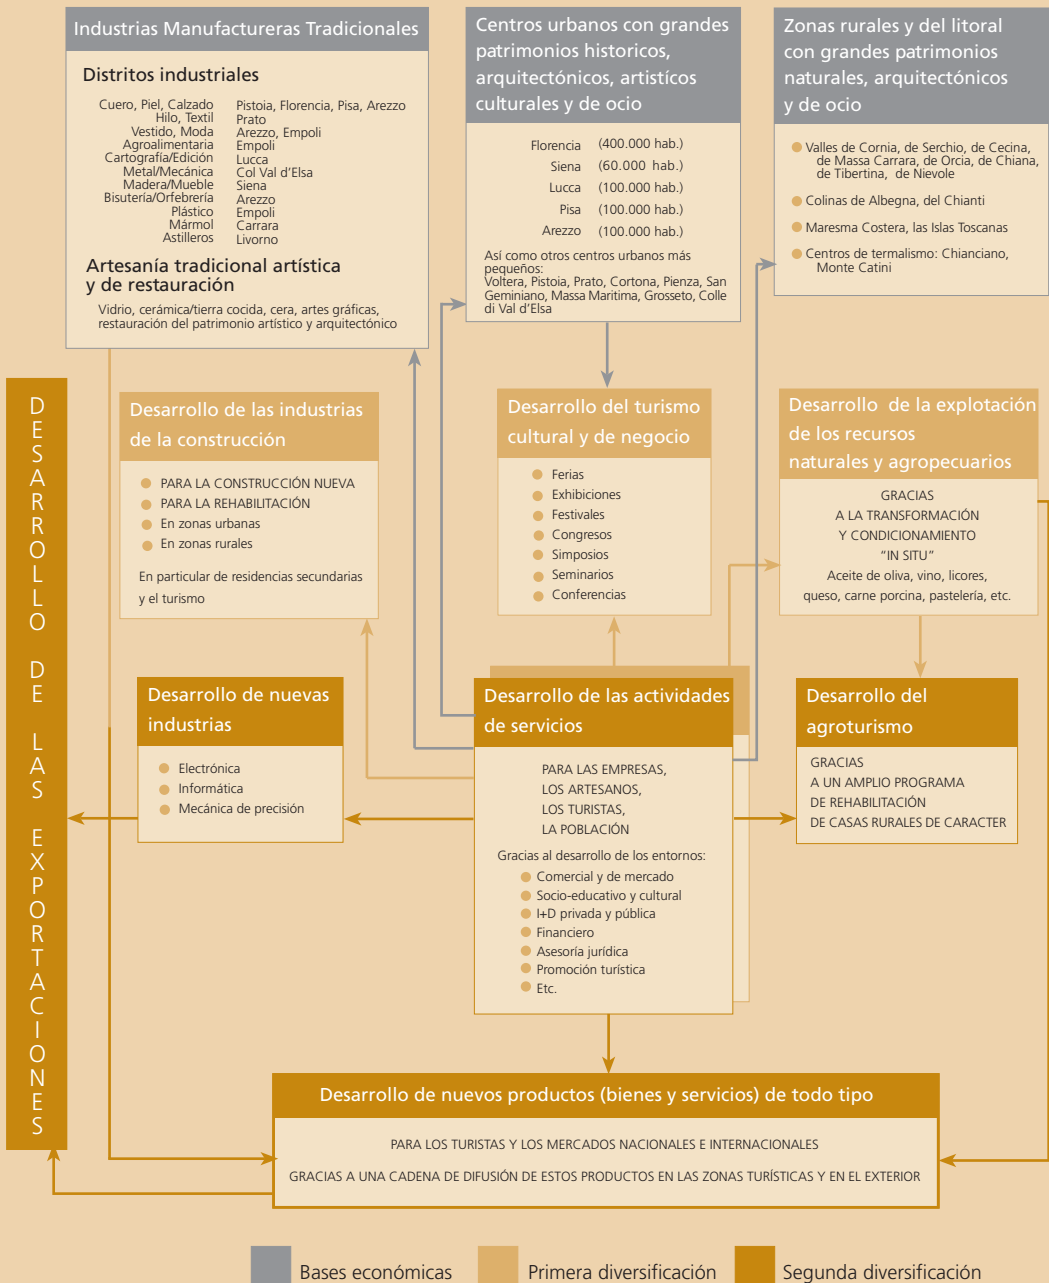 Industrias Manufactureras Tradicionales
Distritos industriales
Cuero, Piel, Calzado Pistoia, Florencia, Pisa, Arezzo
Hilo, Textil Prato
Vestido, Moda Arezzo, Empoli
Agroalimentaria Empoli
Cartografía/Edición Lucca
Metal/Mecánica Col Val d'Elsa
Madera/Mueble Siena
Bisutería/Orfebrería Arezzo
Plástico Empoli
Mármol Carrara
Astilleros Livorno
Artesanía tradicional artística
y de restauración
Vidrio, cerámica/tierra cocida, cera, artes gráficas,
restauración del patrimonio artístico y arquitectónico
Centros urbanos con grandes
patrimonios historicos,
arquitectónicos, artistícos
culturales y de ocio
Florencia (400.000 hab.)
Siena (60.000 hab.)
Lucca (100.000 hab.)
Pisa (100.000 hab.)
Arezzo (100.000 hab.)
Así como otros centros urbanos más
pequeños:
Voltera, Pistoia, Prato, Cortona, Pienza, San
Geminiano, Massa Maritima, Grosseto, Colle
di Val d'Elsa
Zonas rurales y del litoral
con grandes patrimonios
naturales, arquitectónicos
y de ocio
Valles de Cornia, de Serchio, de Cecina,
de Massa Carrara, de Orcia, de Chiana,
de Tibertina, de Nievole
Colinas de Albegna, del Chianti
Maresma Costera, las Islas Toscanas
Centros de termalismo: Chianciano,
Monte Catini
DESARROLLO DE LAS EXPORTACIONES
Desarrollo de las industrias
de la construcción
PARA LA CONSTRUCCIÓN NUEVA
PARA LA REHABILITACIÓN
En zonas urbanas
En zonas rurales
En particular de residencias secundarias
y el turismo
Desarrollo del turismo
cultural y de negocio
Ferias
Exhibiciones
Festivales
Congresos
Simposios
Seminarios
Conferencias
Desarrollo de la explotación
de los recursos
naturales y agropecuarios
GRACIAS
A LA TRANSFORMACIÓN
Y CONDICIONAMIENTO
"IN SITU"
Aceite de oliva, vino, licores,
queso, carne porcina, pastelería, etc.
Desarrollo de nuevas
industrias
Electrónica
Informática
Mecánica de precisión
Desarrollo de las actividades
de servicios
PARA LAS EMPRESAS,
LOS ARTESANOS,
LOS TURISTAS,
LA POBLACIÓN
Gracias al desarrollo de los entornos:
Comercial y de mercado
Socio-educativo y cultural
I+D privada y pública
Financiero
Asesoría jurídica
Promoción turística
Etc.
Desarrollo del
agroturismo
GRACIAS
A UN AMPLIO PROGRAMA
DE REHABILITACIÓN
DE CASAS RURALES DE CARACTER
Desarrollo de nuevos productos (bienes y servicios) de todo tipo
PARA LOS TURISTAS Y LOS MERCADOS NACIONALES E INTERNACIONALES
GRACIAS A UNA CADENA DE DIFUSIÓN DE ESTOS PRODUCTOS EN LAS ZONAS TURÍSTICAS Y EN EL EXTERIOR
Bases económicas
Primera diversificación
Segunda diversificación